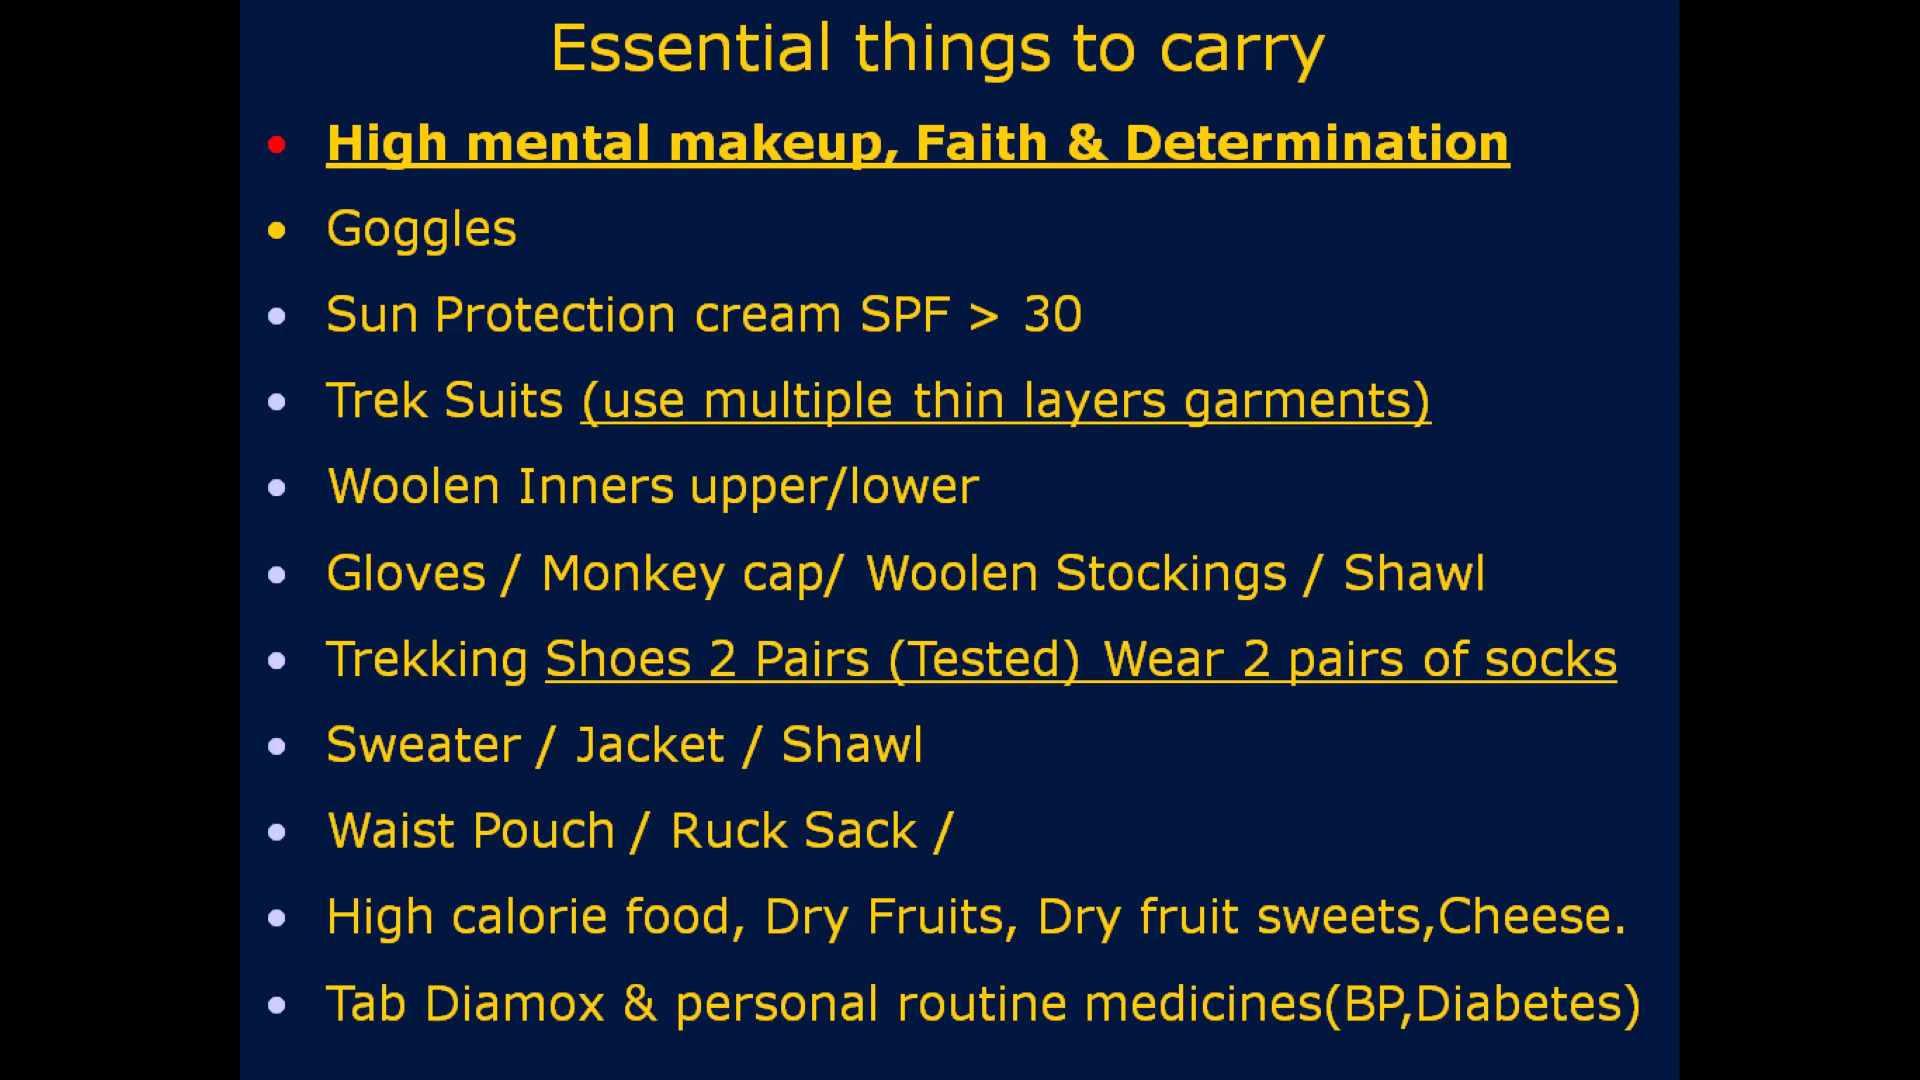 Essential things to carry
• High mental makeup, Faith & Determination
• Goggles
• Sun Protection cream SPF > 30
• Trek Suits (use multiple thin layers garments)
• Woolen Inners upper/lower
• Gloves / Monkey cap/ Woolen Stockings / Shawl
• Trekking Shoes 2 Pairs (Tested) Wear 2 pairs of socks
• Sweater / Jacket / Shawl
• Waist Pouch / Ruck Sack /
• High calorie food, Dry Fruits, Dry fruit sweets,Cheese.
• Tab Diamox & personal routine medicines(BP,Diabetes)